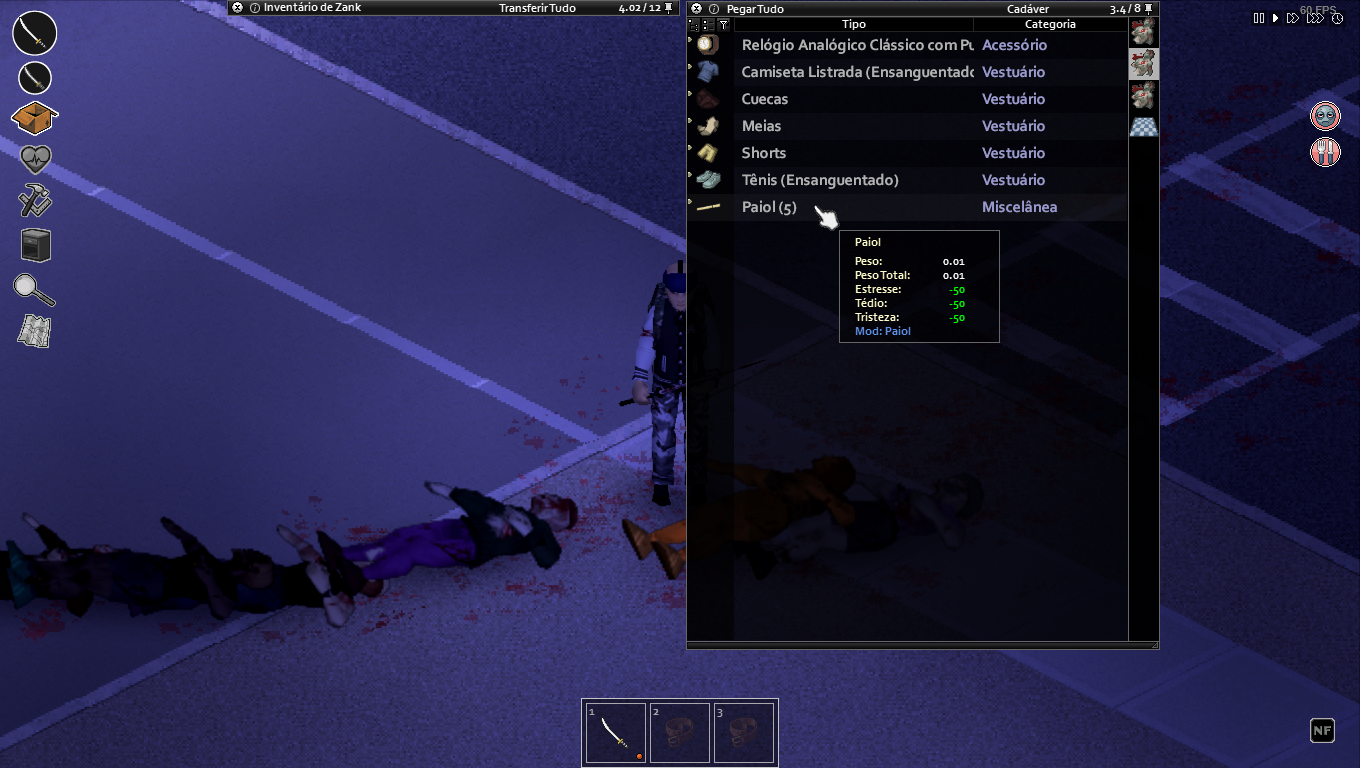 Inventário de Zank
Transferir Tudo
4.02 / 12
Pegar Tudo
Cadáver
3.4 / 8
60 FPS
Tipo
Categoria
Relógio Analógico Clássico com Pu
Acessório
Camiseta Listrada (Ensanguentado
Vestuário
Cuecas
Vestuário
Meias
Vestuário
Shorts
Vestuário
Tênis (Ensanguentado)
Vestuário
Paiol (5)
Miscelânea
Paiol
Peso: 0.01
Peso Total: 0.01
Estresse: -50
Tédio: -50
Tristeza: -50
Mod: Paiol
1
2
3
NF